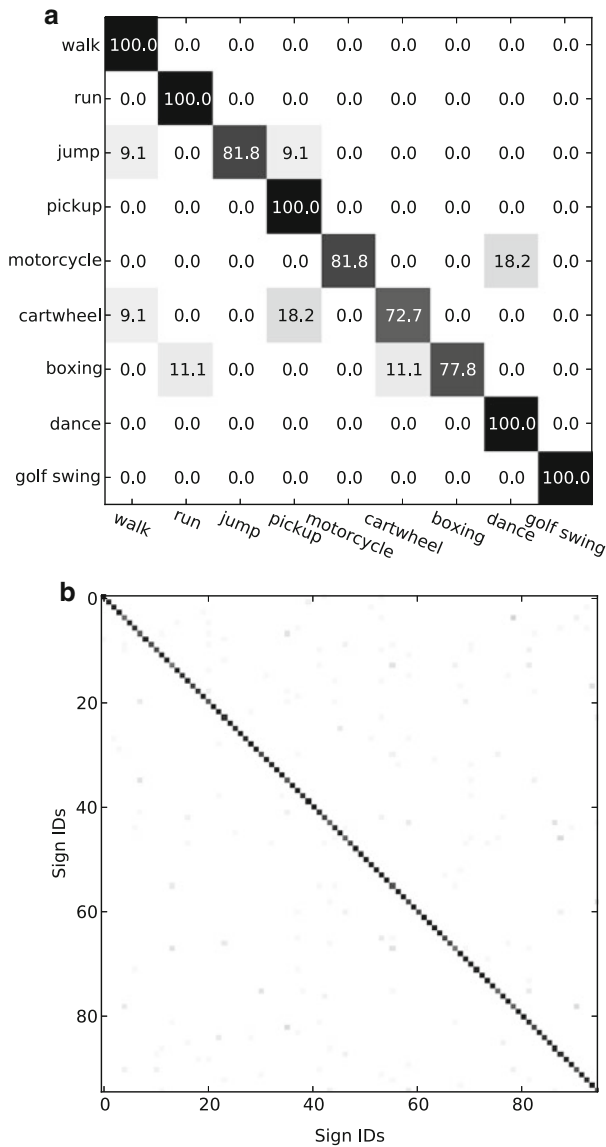 a
walk 100.0 0.0 0.0 0.0 0.0 0.0 0.0 0.0 0.0
run 0.0 100.0 0.0 0.0 0.0 0.0 0.0 0.0 0.0
jump 9.1 0.0 81.8 9.1 0.0 0.0 0.0 0.0 0.0
pickup 0.0 0.0 0.0 100.0 0.0 0.0 0.0 0.0 0.0
motorcycle 0.0 0.0 0.0 0.0 81.8 0.0 0.0 18.2 0.0
cartwheel 9.1 0.0 0.0 18.2 0.0 72.7 0.0 0.0 0.0
boxing 0.0 11.1 0.0 0.0 0.0 11.1 77.8 0.0 0.0
dance 0.0 0.0 0.0 0.0 0.0 0.0 0.0 100.0 0.0
golf swing 0.0 0.0 0.0 0.0 0.0 0.0 0.0 0.0 100.0
walk run jump pickup motorcycle cartwheel boxing dance golf swing
b
0
20
40
Sign IDs
60
80
0 20 40 60 80
Sign IDs